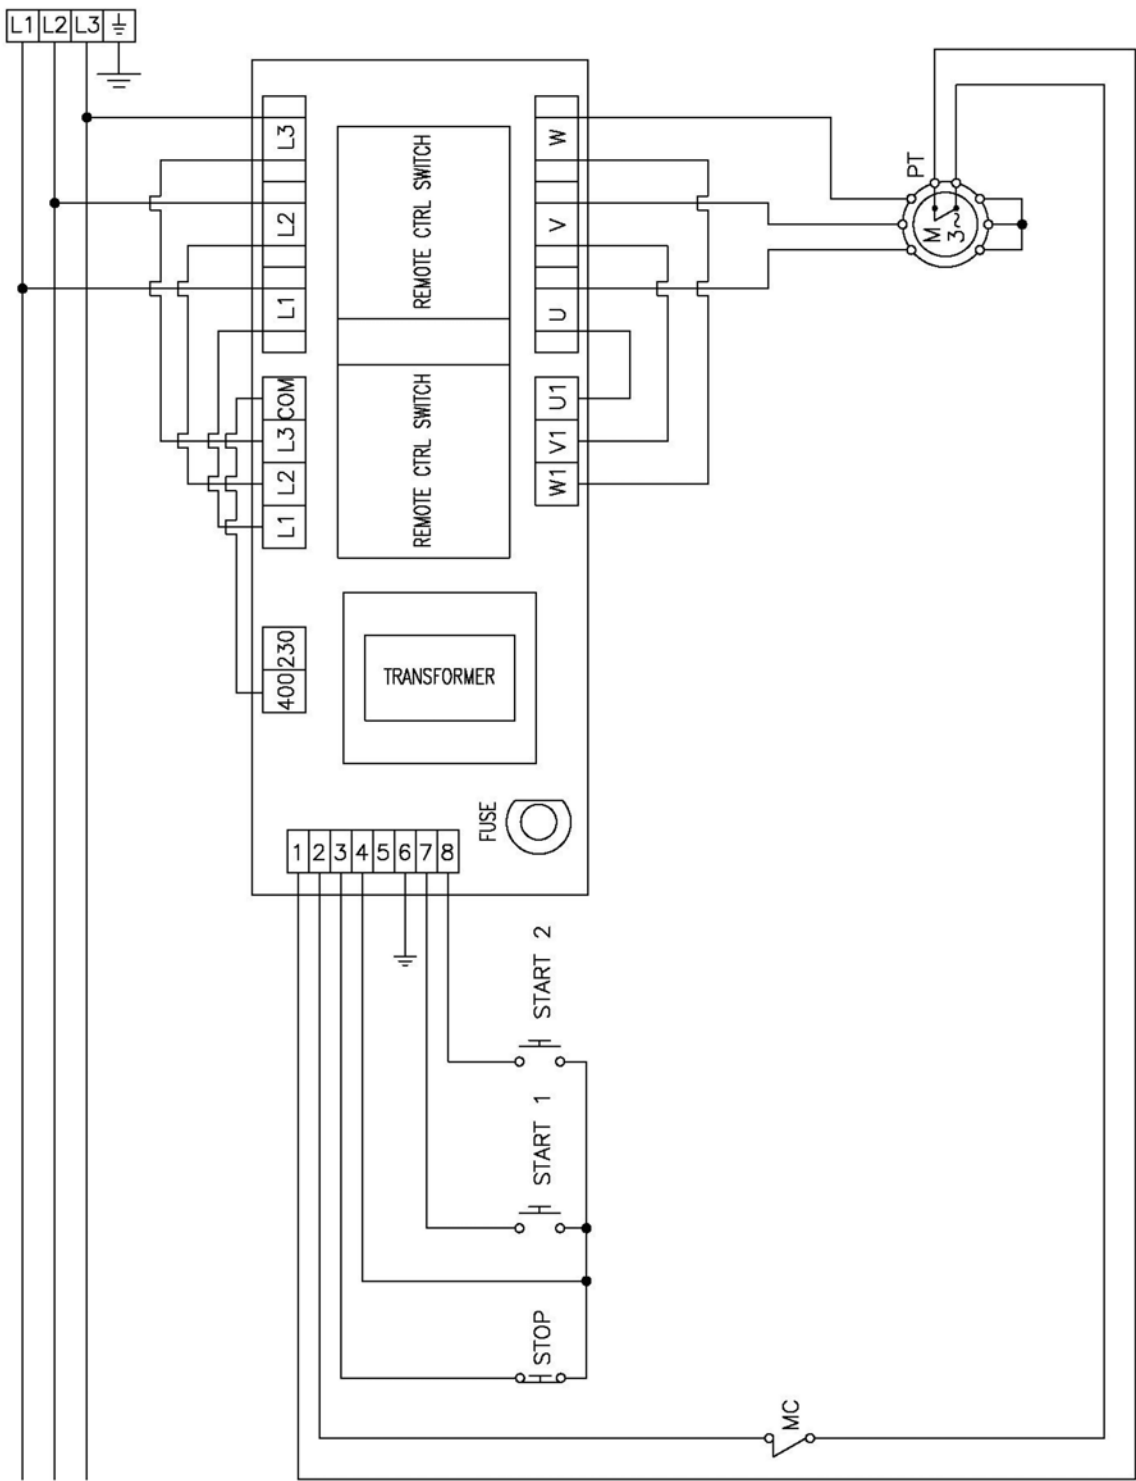 L1 L2 L3
L3
L2
L1
COM
L3
L2
L1
230
400
REMOTE CTRL SWITCH
REMOTE CTRL SWITCH
W
V
U
U1
V1
W1
PT
M
3~
TRANSFORMER
FUSE
1 2 3 4 5 6 7 8
START 2
START 1
STOP
MC